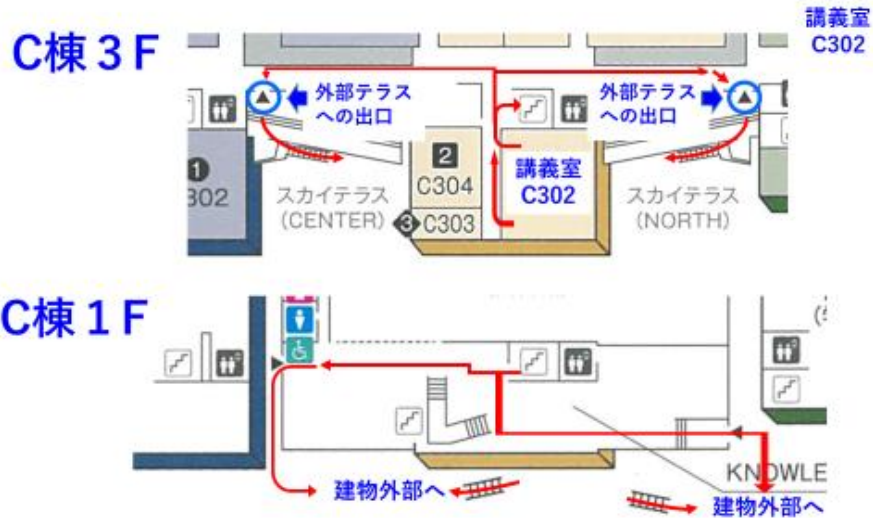 講義室
C302
C棟３F
外部テラス
への出口
外部テラス
への出口
1
302
2
C304
3 C303
講義室
C302
スカイテラス
(CENTER)
スカイテラス
(NORTH)
C棟１F
KNOWLE
建物外部へ
建物外部へ